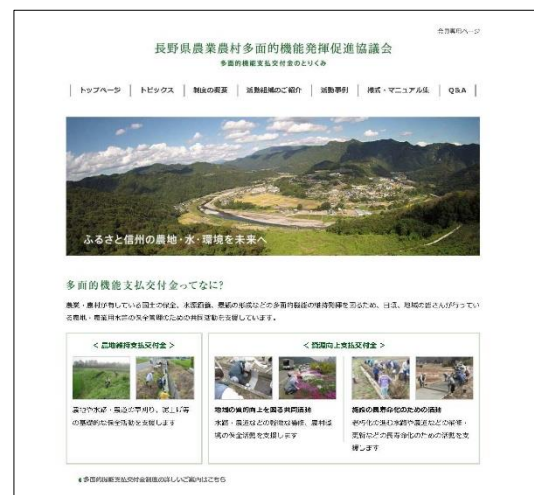 会員専用ページ
長野県農業農村多面的機能発揮促進協議会
多面的機能支払交付金のとりくみ
トップページ
トピックス
制度の概要
活動組織のご紹介
活動事例
様式・マニュアル集
Q&A
ふるさと信州の農地・水・環境を未来へ
多面的機能支払交付金ってなに?
農業・農村が有している国土の保全、水源涵養、景観の形成などの多面的機能の維持発揮を図るため、日頃、地域の皆さんが行ってい
る農地・農業用水等の保全管理のための共同活動を支援しています。
< 農地維持支払交付金 >
農地や水路・農道の草刈り、泥上げ等
の基礎的な保全活動を支援します
< 資源向上支払交付金 >
地域の質的向上を図る共同活動
水路・農道などの軽微な補修、農村環
境の保全活動を支援します
施設の長寿命化のための活動
老朽化の進む水路や農道などの補修・
更新などの長寿命化のための活動を支
援します
多面的機能支払交付金制度の詳しいご案内はこちら